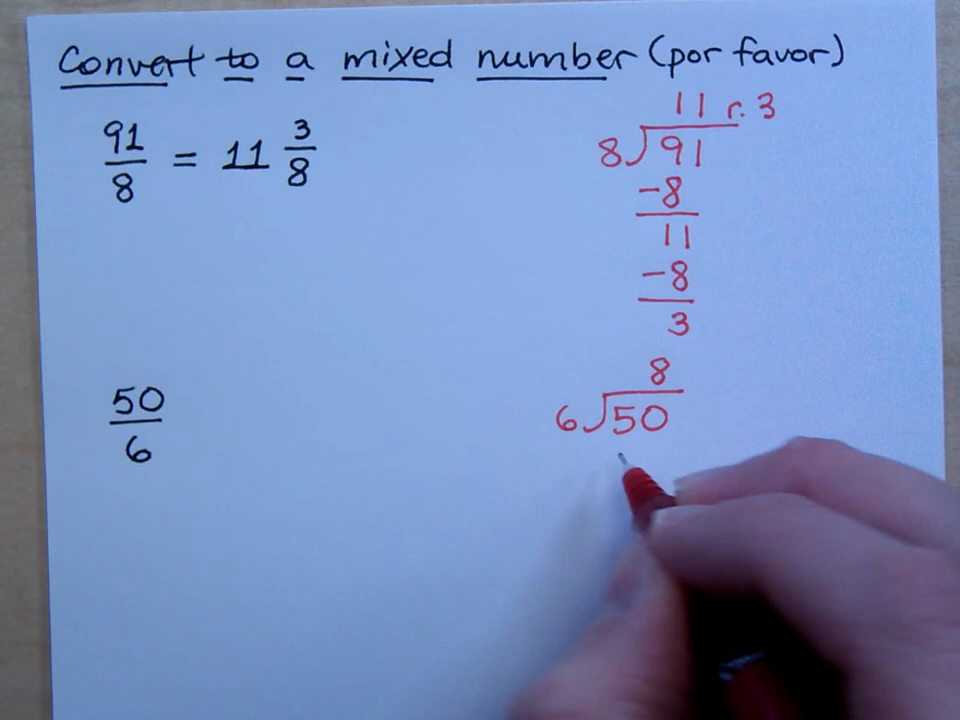 Convert to a mixed number (por favor)
91/8 = 11 3/8
11 r. 3
8)91
-8
11
-8
3
50/6
8
6)50